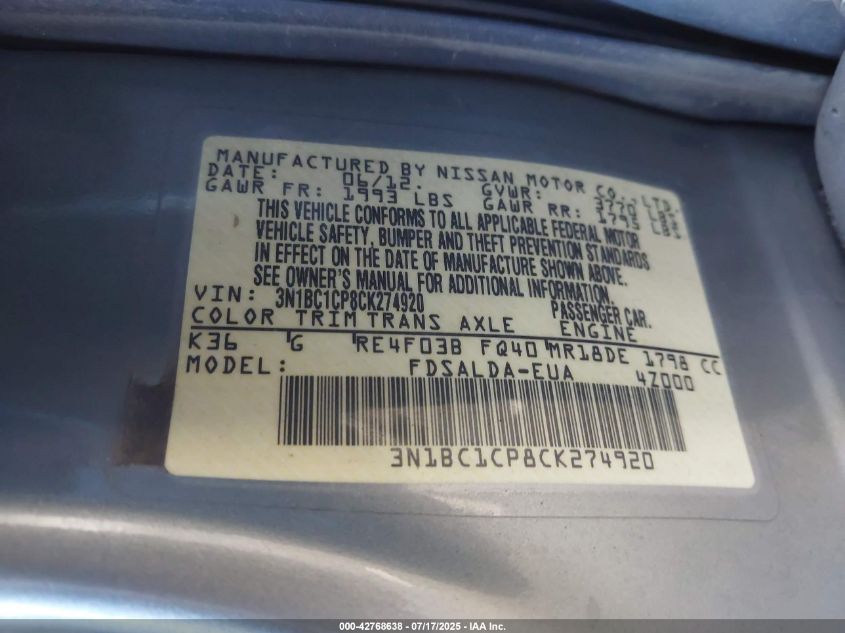 MANUFACTURED BY NISSAN MOTOR CO., LTD.
DATE: 06/12. GVWR: 3770 LBS
GAWR FR: 1993 LBS GAWR RR: 1795 LBS
THIS VEHICLE CONFORMS TO ALL APPLICABLE FEDERAL MOTOR
VEHICLE SAFETY, BUMPER AND THEFT PREVENTION STANDARDS
IN EFFECT ON THE DATE OF MANUFACTURE SHOWN ABOVE.
SEE OWNER'S MANUAL FOR ADDITIONAL INFORMATION.
VIN: 3N1BC1CP8CK274920 PASSENGER CAR.
COLOR TRIM TRANS AXLE ENGINE
K36 G RE4F03B FQ40 MR18DE 1798 CC
MODEL: FDSALDA-EUA 4Z000
3N1BC1CP8CK274920
000-42768638 - 07/17/2025 - IAA Inc.